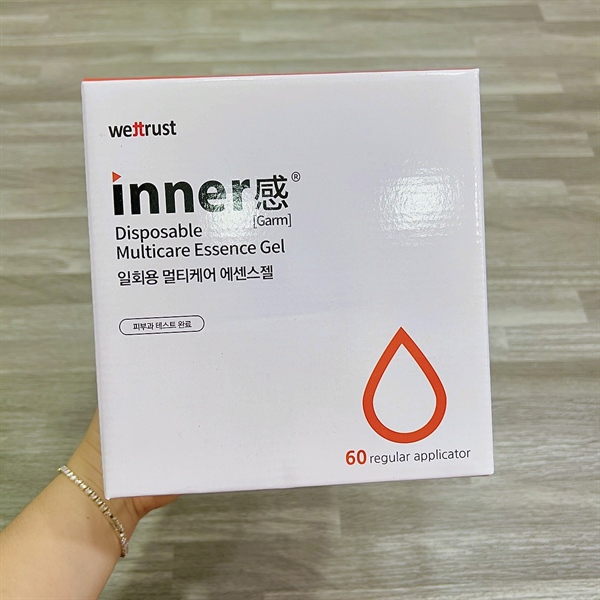 wettrust
inner感®
[Garm]
Disposable
Multicare Essence Gel
일회용 멀티케어 에센스젤
피부과 테스트 완료
60 regular applicator